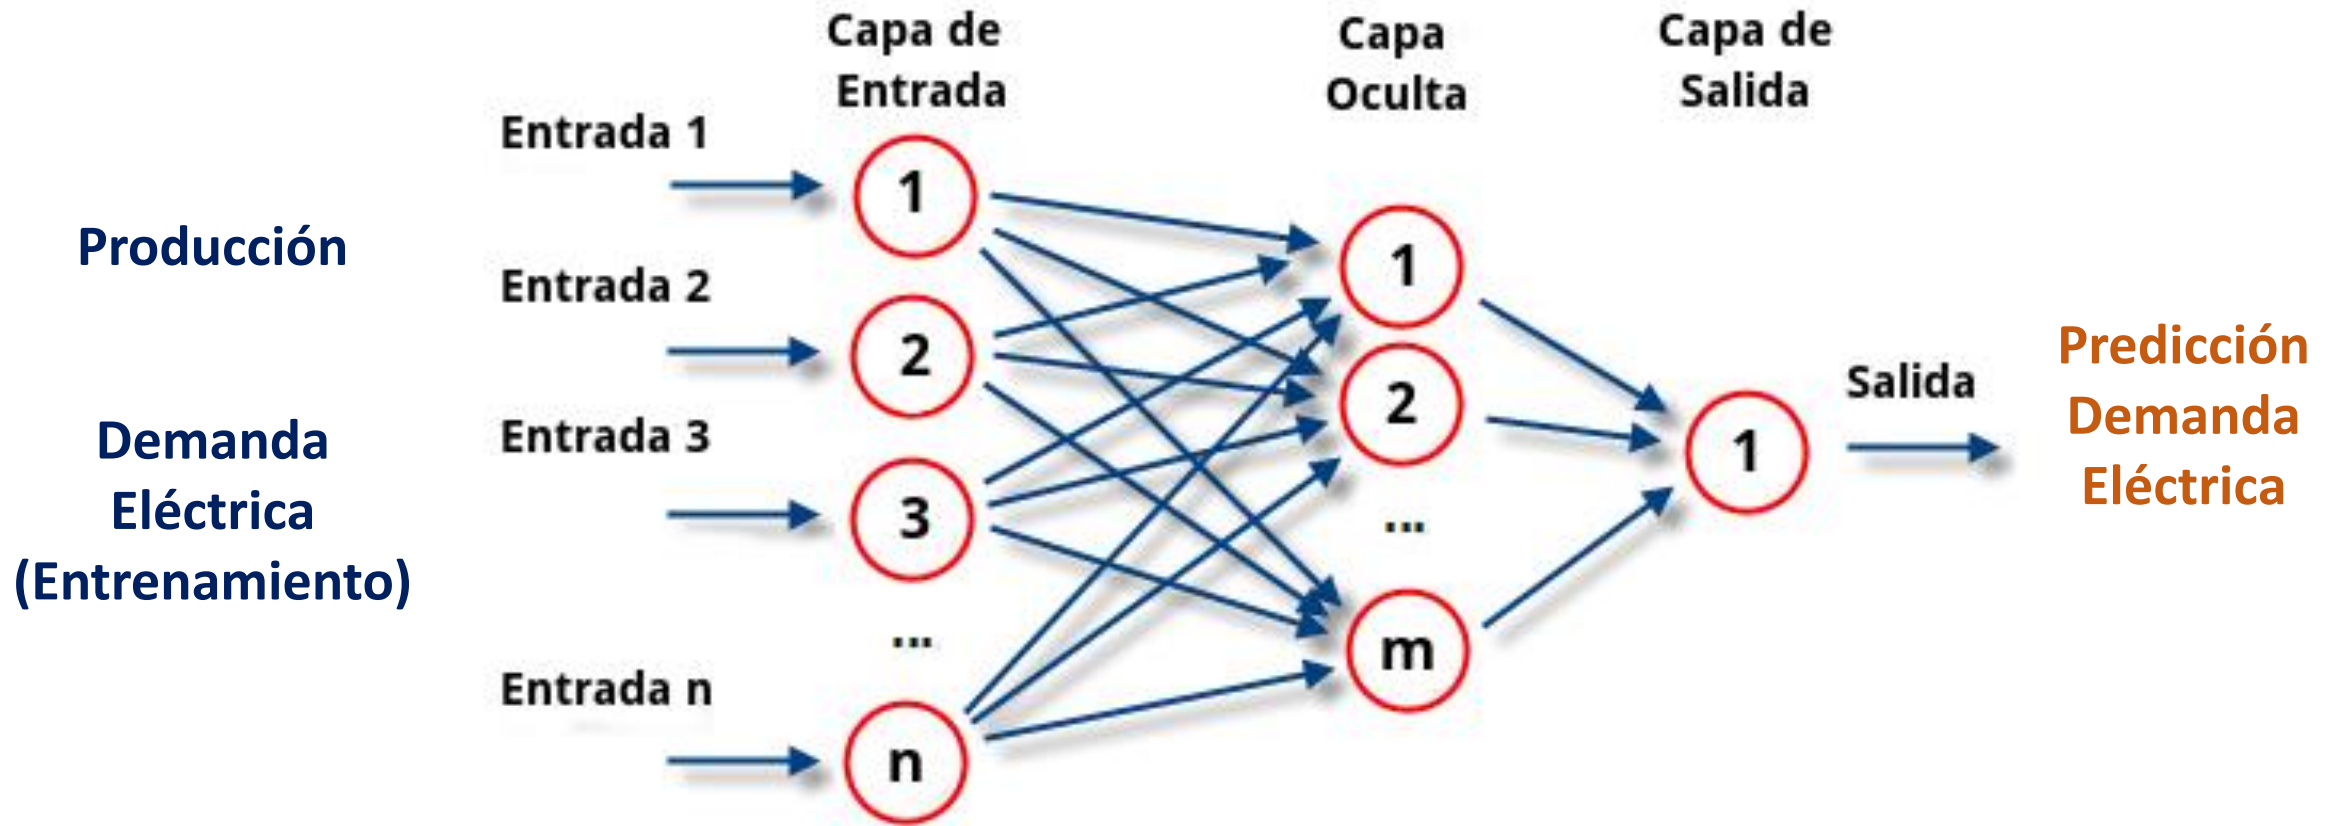 Capa de
Entrada
Capa
Oculta
Capa de
Salida
Producción
Demanda
Eléctrica
(Entrenamiento)
Entrada 1
Entrada 2
Entrada 3
Entrada n
1
2
3
...
n
1
2
...
m
1
Salida
Predicción
Demanda
Eléctrica